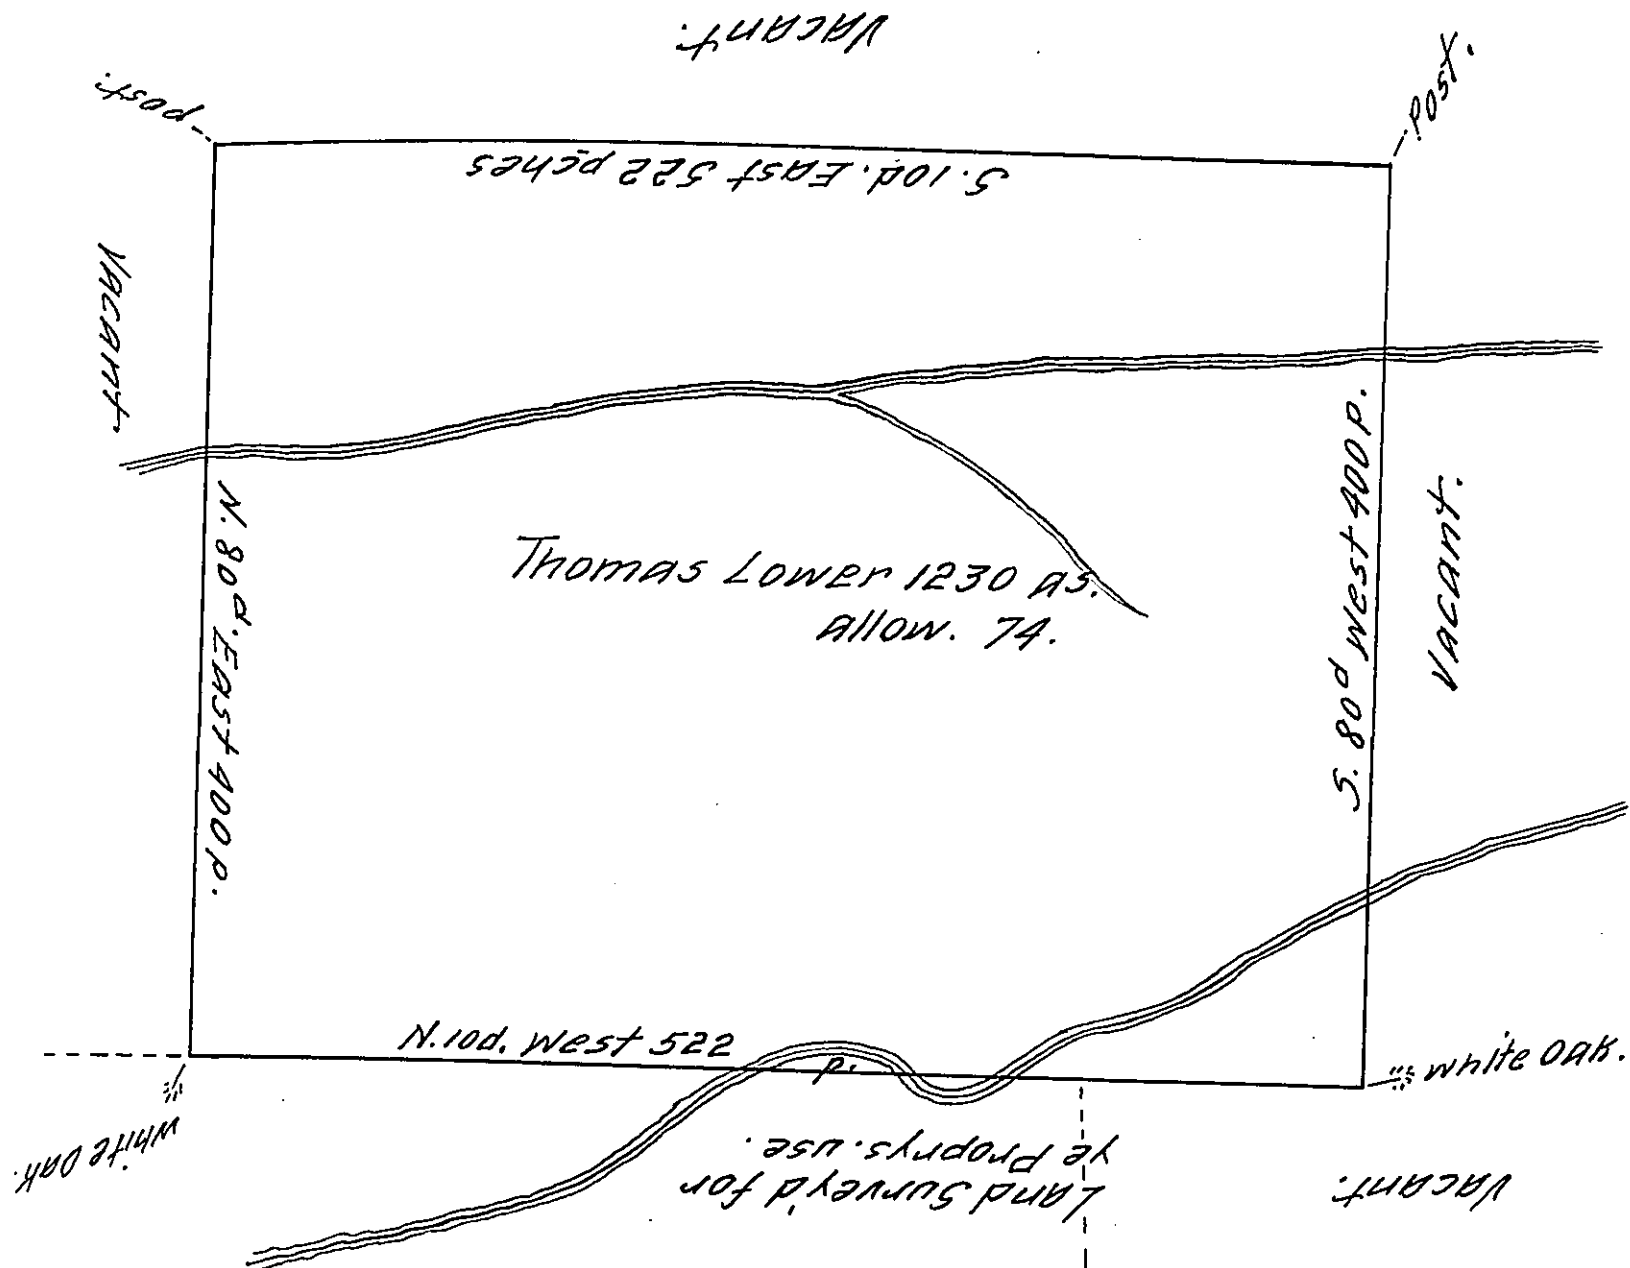 Vacant.
post.
Post.
S. 10d. East 522 pches
Vacant
N. 80d. East 400 p.
Thomas Lower 1230 as.
allow. 74.
S. 80d West 400 P.
Vacant.
N. 10d. West 522
p.
White Oak.
White Oak.
Land Survey'd for
ye Proprys. use.
Vacant.